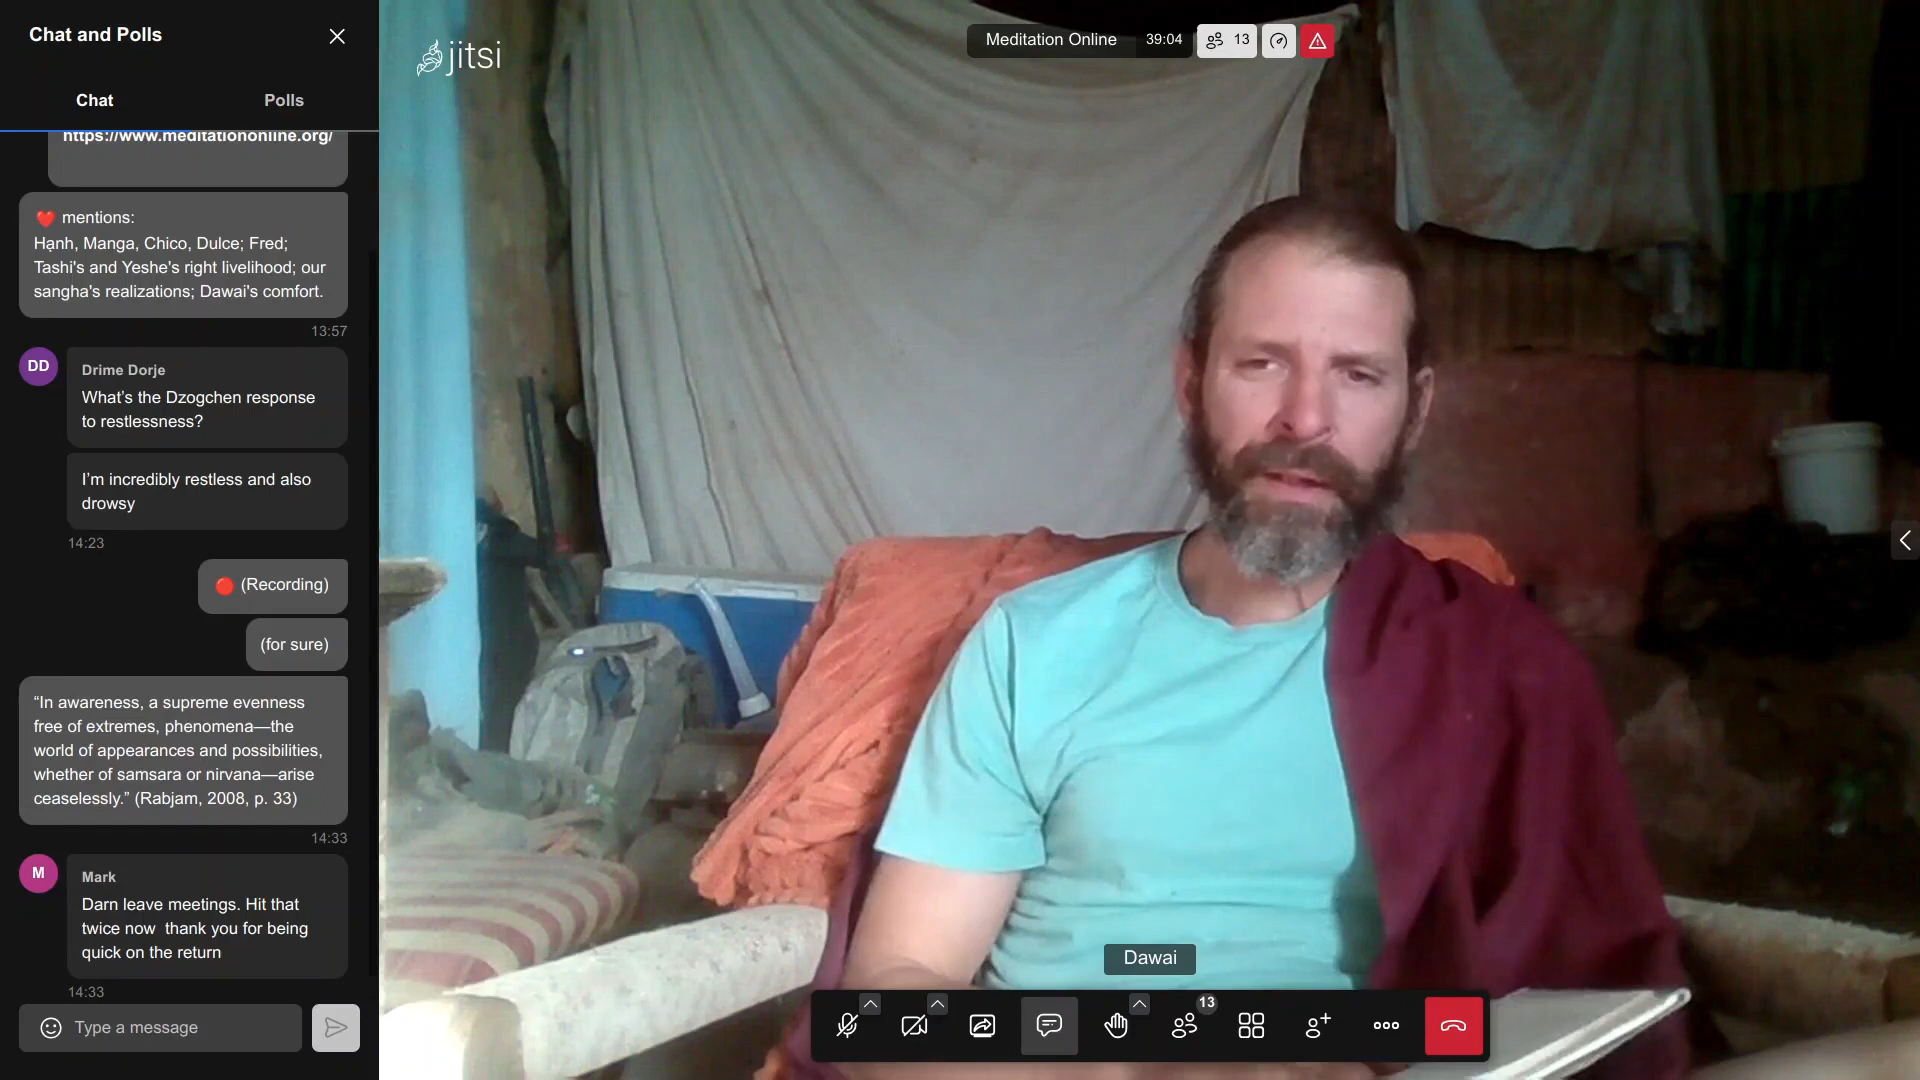 Chat and Polls
Chat
Polls
https://www.meditationonline.org/
❤️ mentions:
Hạnh, Manga, Chico, Dulce; Fred;
Tashi's and Yeshe's right livelihood; our
sangha's realizations; Dawai's comfort.
13:57
DD
Drime Dorje
What’s the Dzogchen response
to restlessness?
I’m incredibly restless and also
drowsy
14:23
🔴 (Recording)
(for sure)
“In awareness, a supreme evenness
free of extremes, phenomena—the
world of appearances and possibilities,
whether of samsara or nirvana—arise
ceaselessly.” (Rabjam, 2008, p. 33)
14:33
M
Mark
Darn leave meetings. Hit that
twice now  thank you for being
quick on the return
14:33
Type a message
jitsi
Meditation Online
39:04
13
Dawai
13